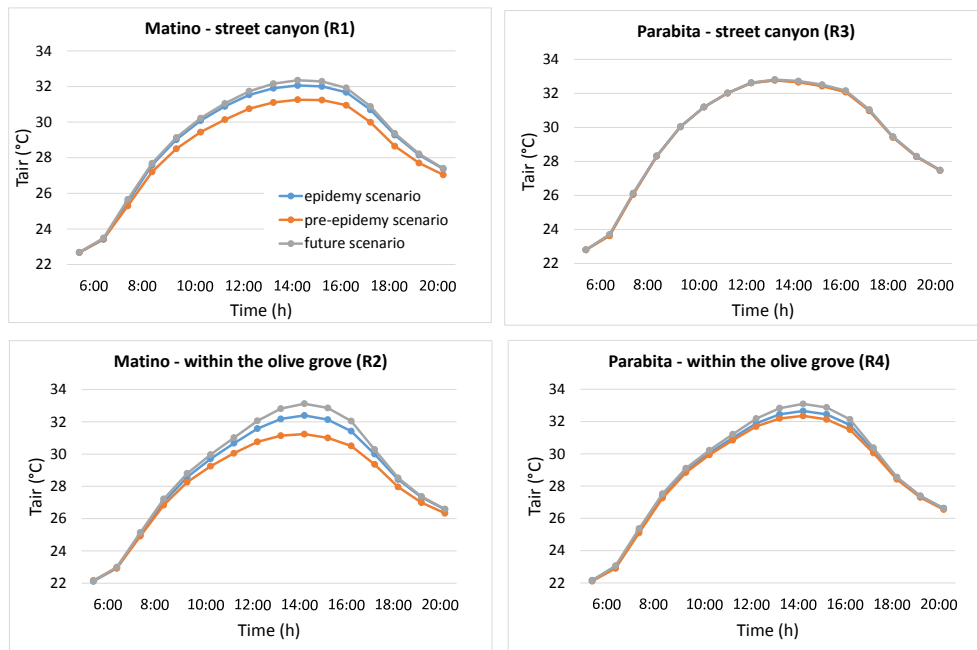 Matino - street canyon (R1)
34
32
30
28
26
24
22
Tair (°C)
epidemy scenario
pre-epidemy scenario
future scenario
6:00 8:00 10:00 12:00 14:00 16:00 18:00 20:00
Time (h)
Parabita - street canyon (R3)
34
32
30
28
26
24
22
Tair (°C)
6:00 8:00 10:00 12:00 14:00 16:00 18:00 20:00
Time (h)
Matino - within the olive grove (R2)
34
32
30
28
26
24
22
Tair (°C)
6:00 8:00 10:00 12:00 14:00 16:00 18:00 20:00
Time (h)
Parabita - within the olive grove (R4)
34
32
30
28
26
24
22
Tair (°C)
6:00 8:00 10:00 12:00 14:00 16:00 18:00 20:00
Time (h)